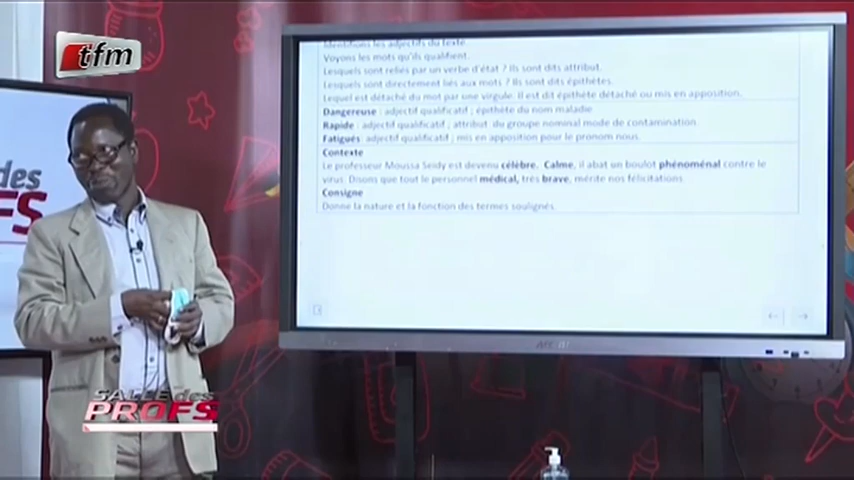 tfm
des
FS
SALLE des
PROFS
Identifions les adjectifs du texte.
Voyons les mots qu'ils qualifient.
Lesquels sont reliés par un verbe d'état ? Ils sont dits attribut.
Lesquels sont directement liés aux mots ? Ils sont dits épithètes.
Lequel est détaché du mot par une virgule. Il est dit épithète détaché ou mis en apposition.
Dangereuse : adjectif qualificatif ; épithète du nom maladie
Rapide : adjectif qualificatif ; attribut du groupe nominal mode de contamination.
Fatigués: adjectif qualificatif ; mis en apposition pour le pronom nous.
Contexte
Le professeur Moussa Seidy est devenu célèbre. Calme, il abat un boulot phénoménal contre le
virus. Disons que tout le personnel médical, très brave, mérite nos félicitations.
Consigne
Donne la nature et la fonction des termes soulignés.